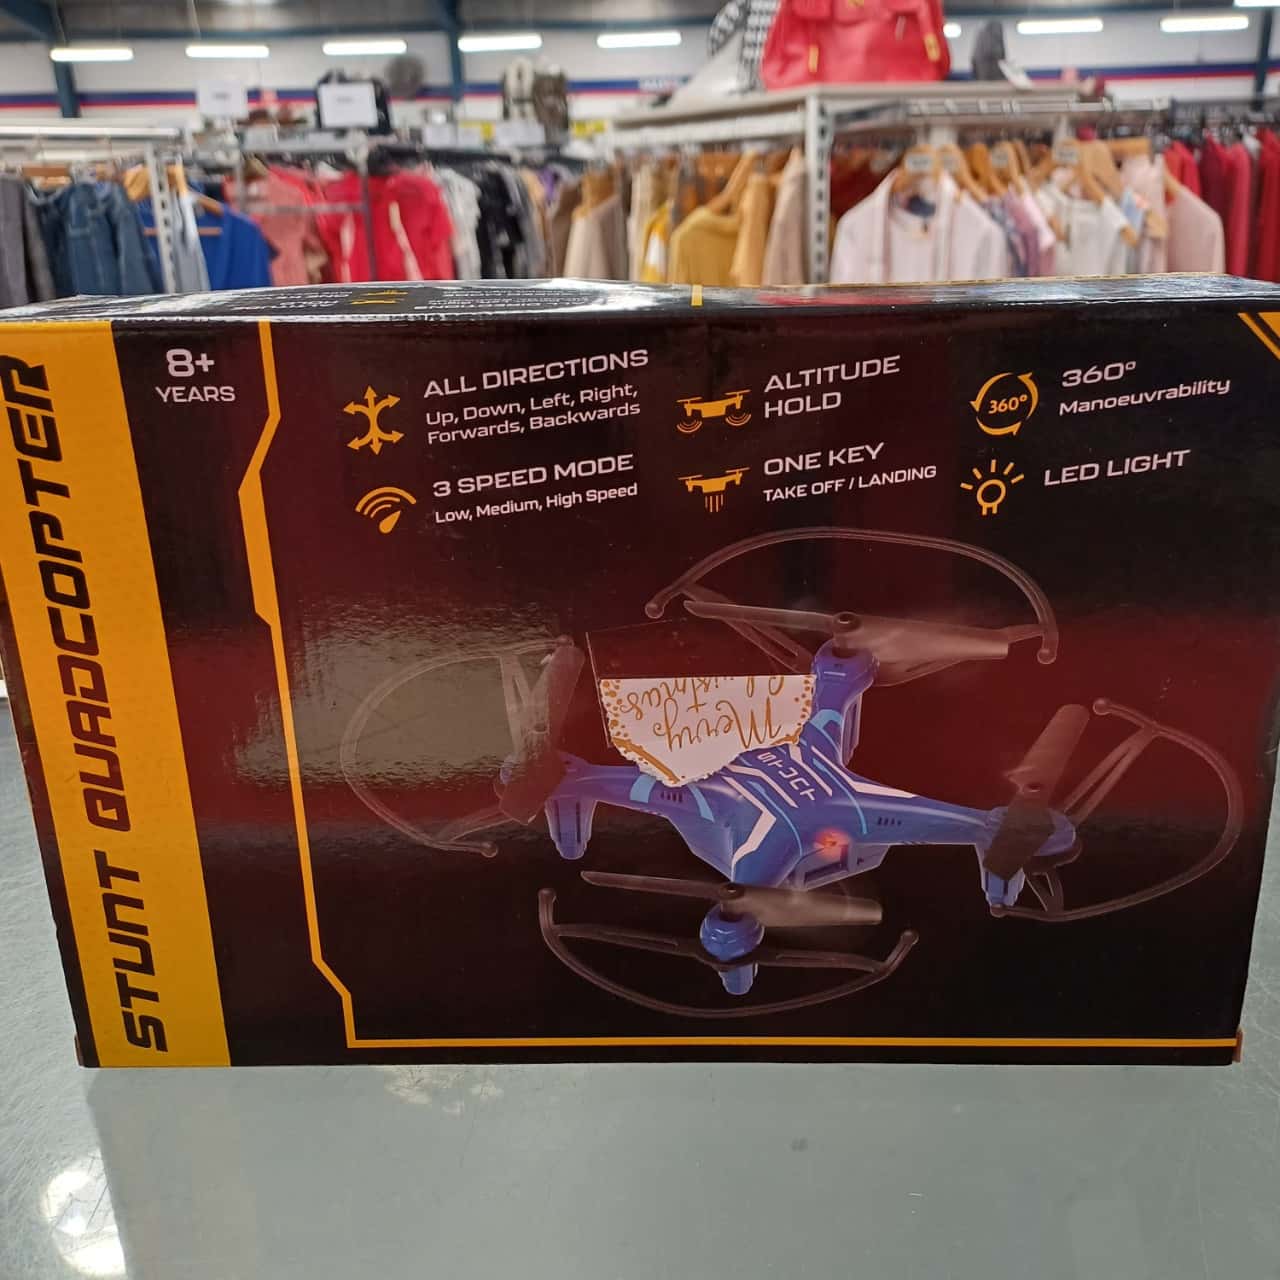 STUNT QUADCOPTER
8+
YEARS
ALL DIRECTIONS
Up, Down, Left, Right,
Forwards, Backwards
3 SPEED MODE
Low, Medium, High Speed
ALTITUDE
HOLD
ONE KEY
TAKE OFF / LANDING
360°
360°
Manoeuvrability
LED LIGHT
Merry
Christmas
STUNT